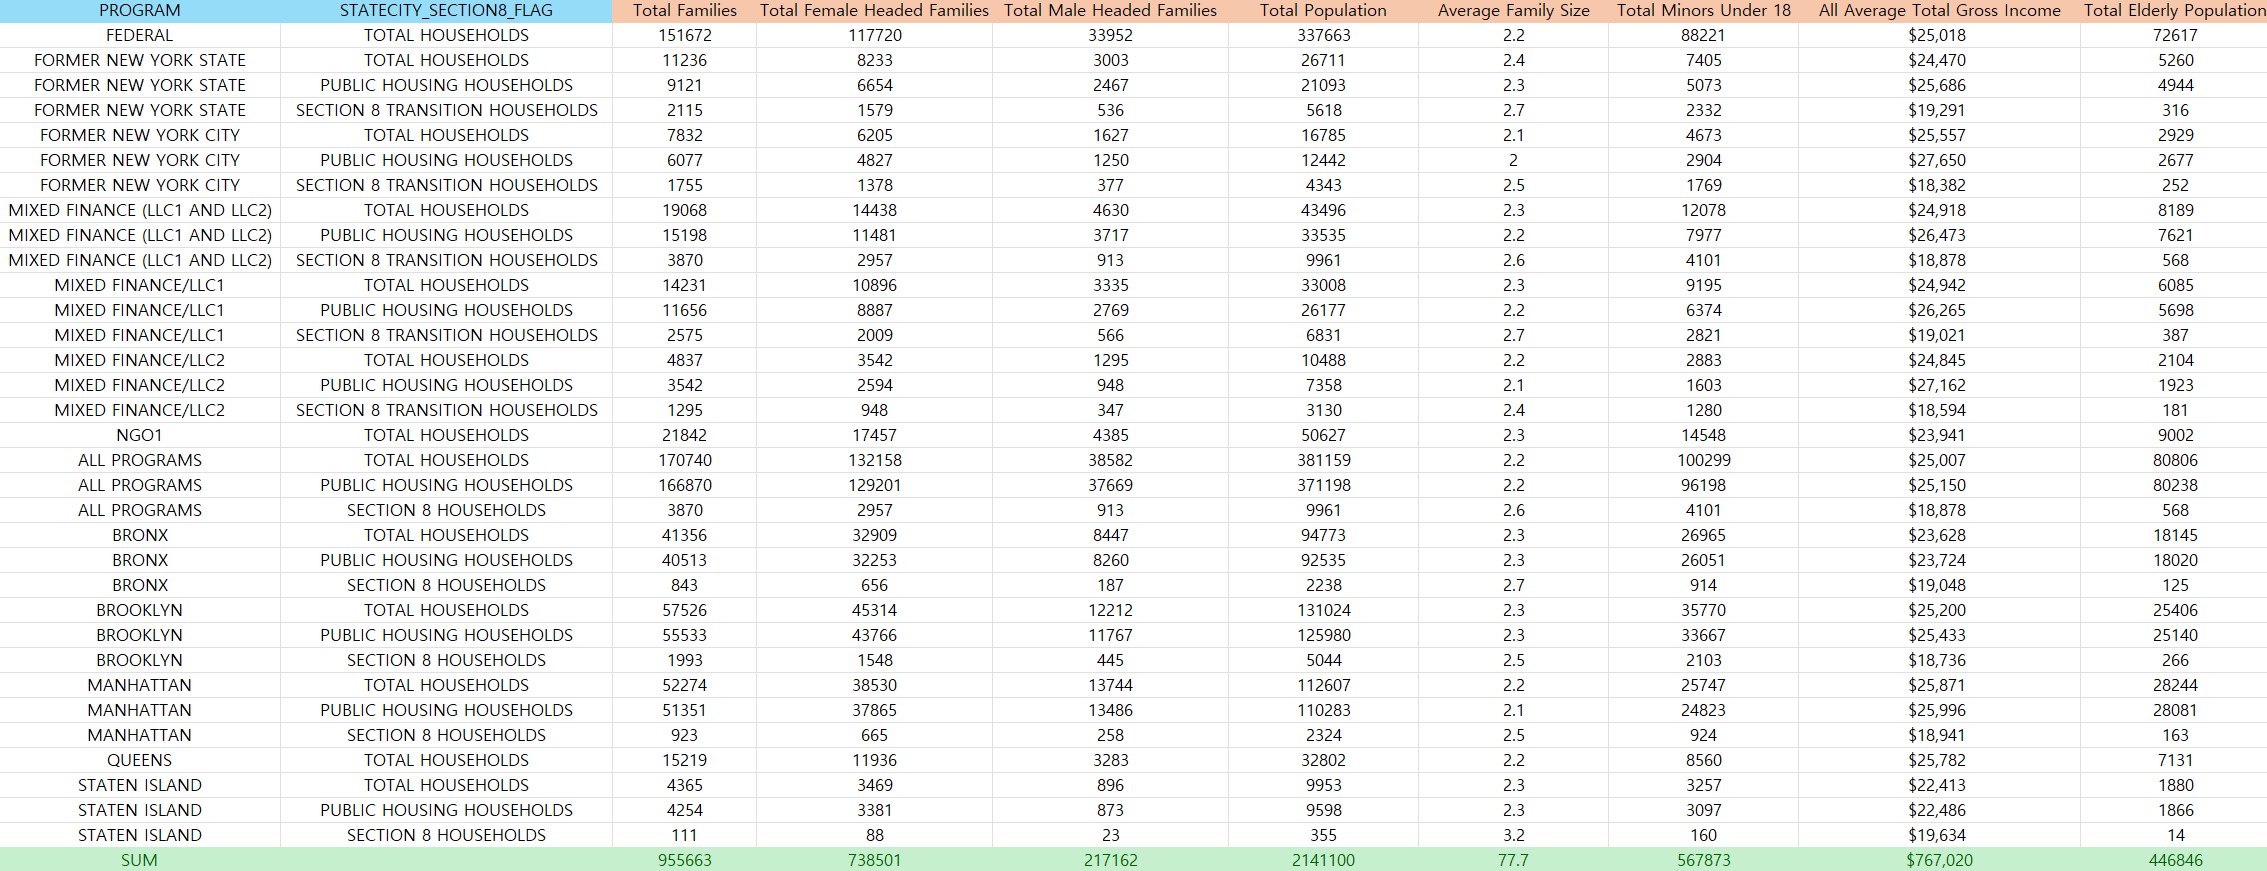 PROGRAM STATECITY_SECTION8_FLAG Total Families Total Female Headed Families Total Male Headed Families Total Population Average Family Size Total Minors Under 18 All Average Total Gross Income Total Elderly Population
FEDERAL TOTAL HOUSEHOLDS 151672 117720 33952 337663 2.2 88221 $25,018 72617
FORMER NEW YORK STATE TOTAL HOUSEHOLDS 11236 8233 3003 26711 2.4 7405 $24,470 5260
FORMER NEW YORK STATE PUBLIC HOUSING HOUSEHOLDS 9121 6654 2467 21093 2.3 5073 $25,686 4944
FORMER NEW YORK STATE SECTION 8 TRANSITION HOUSEHOLDS 2115 1579 536 5618 2.7 2332 $19,291 316
FORMER NEW YORK CITY TOTAL HOUSEHOLDS 7832 6205 1627 16785 2.1 4673 $25,557 2929
FORMER NEW YORK CITY PUBLIC HOUSING HOUSEHOLDS 6077 4827 1250 12442 2 2904 $27,650 2677
FORMER NEW YORK CITY SECTION 8 TRANSITION HOUSEHOLDS 1755 1378 377 4343 2.5 1769 $18,382 252
MIXED FINANCE (LLC1 AND LLC2) TOTAL HOUSEHOLDS 19068 14438 4630 43496 2.3 12078 $24,918 8189
MIXED FINANCE (LLC1 AND LLC2) PUBLIC HOUSING HOUSEHOLDS 15198 11481 3717 33535 2.2 7977 $26,473 7621
MIXED FINANCE (LLC1 AND LLC2) SECTION 8 TRANSITION HOUSEHOLDS 3870 2957 913 9961 2.6 4101 $18,878 568
MIXED FINANCE/LLC1 TOTAL HOUSEHOLDS 14231 10896 3335 33008 2.3 9195 $24,942 6085
MIXED FINANCE/LLC1 PUBLIC HOUSING HOUSEHOLDS 11656 8887 2769 26177 2.2 6374 $26,265 5698
MIXED FINANCE/LLC1 SECTION 8 TRANSITION HOUSEHOLDS 2575 2009 566 6831 2.7 2821 $19,021 387
MIXED FINANCE/LLC2 TOTAL HOUSEHOLDS 4837 3542 1295 10488 2.2 2883 $24,845 2104
MIXED FINANCE/LLC2 PUBLIC HOUSING HOUSEHOLDS 3542 2594 948 7358 2.1 1603 $27,162 1923
MIXED FINANCE/LLC2 SECTION 8 TRANSITION HOUSEHOLDS 1295 948 347 3130 2.4 1280 $18,594 181
NGO1 TOTAL HOUSEHOLDS 21842 17457 4385 50627 2.3 14548 $23,941 9002
ALL PROGRAMS TOTAL HOUSEHOLDS 170740 132158 38582 381159 2.2 100299 $25,007 80806
ALL PROGRAMS PUBLIC HOUSING HOUSEHOLDS 166870 129201 37669 371198 2.2 96198 $25,150 80238
ALL PROGRAMS SECTION 8 HOUSEHOLDS 3870 2957 913 9961 2.6 4101 $18,878 568
BRONX TOTAL HOUSEHOLDS 41356 32909 8447 94773 2.3 26965 $23,628 18145
BRONX PUBLIC HOUSING HOUSEHOLDS 40513 32253 8260 92535 2.3 26051 $23,724 18020
BRONX SECTION 8 HOUSEHOLDS 843 656 187 2238 2.7 914 $19,048 125
BROOKLYN TOTAL HOUSEHOLDS 57526 45314 12212 131024 2.3 35770 $25,200 25406
BROOKLYN PUBLIC HOUSING HOUSEHOLDS 55533 43766 11767 125980 2.3 33667 $25,433 25140
BROOKLYN SECTION 8 HOUSEHOLDS 1993 1548 445 5044 2.5 2103 $18,736 266
MANHATTAN TOTAL HOUSEHOLDS 52274 38530 13744 112607 2.2 25747 $25,871 28244
MANHATTAN PUBLIC HOUSING HOUSEHOLDS 51351 37865 13486 110283 2.1 24823 $25,996 28081
MANHATTAN SECTION 8 HOUSEHOLDS 923 665 258 2324 2.5 924 $18,941 163
QUEENS TOTAL HOUSEHOLDS 15219 11936 3283 32802 2.2 8560 $25,782 7131
STATEN ISLAND TOTAL HOUSEHOLDS 4365 3469 896 9953 2.3 3257 $22,413 1880
STATEN ISLAND PUBLIC HOUSING HOUSEHOLDS 4254 3381 873 9598 2.3 3097 $22,486 1866
STATEN ISLAND SECTION 8 HOUSEHOLDS 111 88 23 355 3.2 160 $19,634 14
SUM 955663 738501 217162 2141100 77.7 567873 $767,020 446846